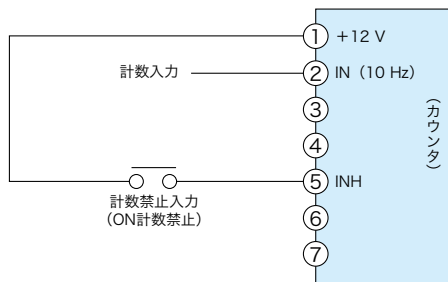 ① +12 V
計数入力
② IN（10 Hz）
③
④
⑤ INH
計数禁止入力
（ON計数禁止）
⑥
⑦
（カウンタ）